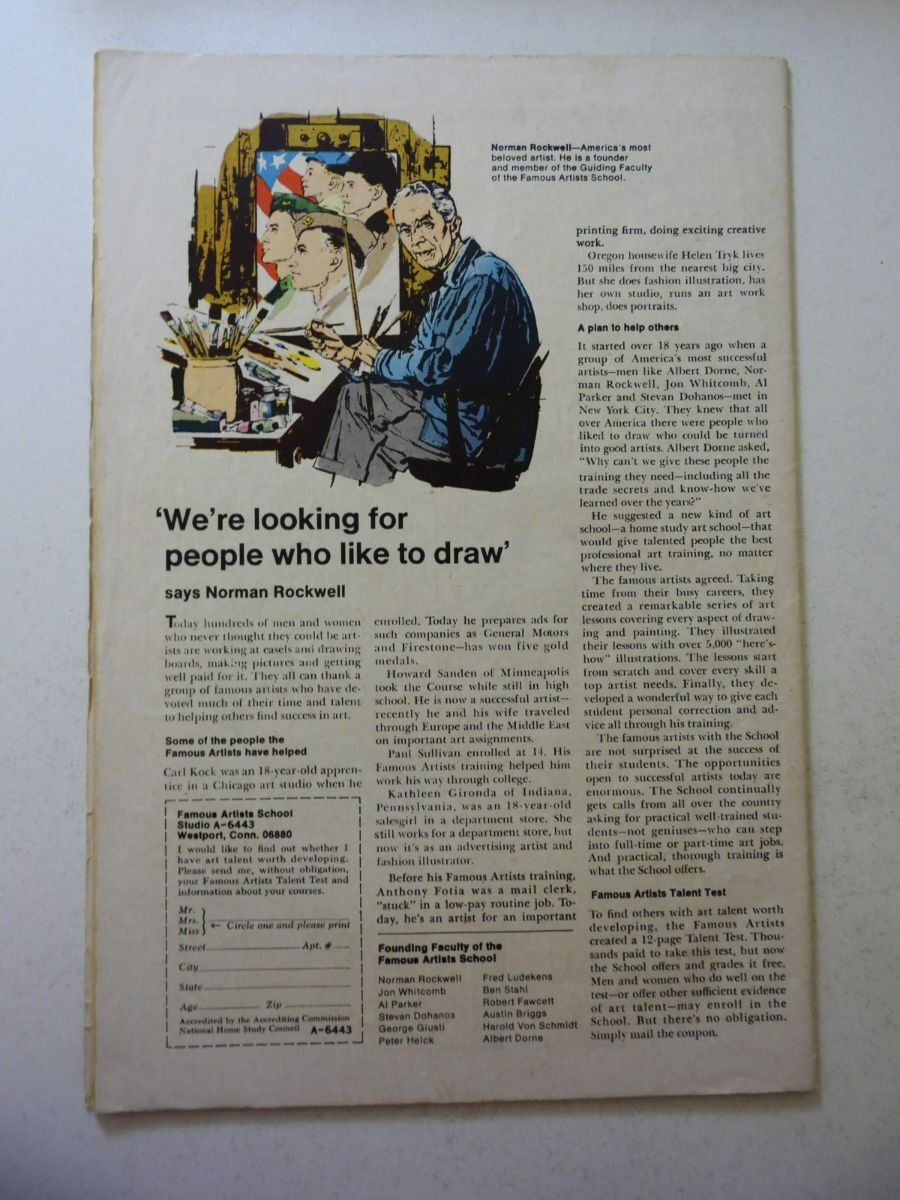 Norman Rockwell—America's most
beloved artist. He is a founder
and member of the Guiding Faculty
of the Famous Artists School.
'We're looking for
people who like to draw'
says Norman Rockwell
Today hundreds of men and women
who never thought they could be art-
ists are working at easels and drawing
boards, making pictures and getting
well paid for it. They all can thank a
group of famous artists who have de-
voted much of their time and talent
to helping others find success in art.
Some of the people the
Famous Artists have helped
Carl Kock was an 18-year-old appren-
tice in a Chicago art studio when he
enrolled. Today he prepares ads for
such companies as General Motors
and Firestone—has won five gold
medals.
Howard Sanden of Minneapolis
took the Course while still in high
school. He is now a successful artist—
recently he and his wife traveled
through Europe and the Middle East
on important art assignments.
Paul Sullivan enrolled at 14. His
Famous Artists training helped him
work his way through college.
Kathleen Gironda of Indiana,
Pennsylvania, was an 18-year-old
salesgirl in a department store. She
still works for a department store, but
now it's as an advertising artist and
fashion illustrator.
Before his Famous Artists training,
Anthony Fotia was a mail clerk,
"stuck" in a low-pay routine job. To-
day, he's an artist for an important
printing firm, doing exciting creative
work.
Oregon housewife Helen Tryk lives
150 miles from the nearest big city.
But she does fashion illustration, has
her own studio, runs an art work
shop, does portraits.
A plan to help others
It started over 18 years ago when a
group of America's most successful
artists—men like Albert Dorne, Nor-
man Rockwell, Jon Whitcomb, Al
Parker and Stevan Dohanos—met in
New York City. They knew that all
over America there were people who
liked to draw who could be turned
into good artists. Albert Dorne asked,
"Why can't we give these people the
training they need—including all the
trade secrets and know-how we've
learned over the years?"
He suggested a new kind of art
school—a home study art school—that
would give talented people the best
professional art training, no matter
where they live.
The famous artists agreed. Taking
time from their busy careers, they
created a remarkable series of art
lessons covering every aspect of draw-
ing and painting. They illustrated
their lessons with over 5,000 "here's-
how" illustrations. The lessons start
from scratch and cover every skill a
top artist needs. Finally, they de-
veloped a wonderful way to give each
student personal correction and ad-
vice all through his training.
The famous artists with the School
are not surprised at the success of
their students. The opportunities
open to successful artists today are
enormous. The School continually
gets calls from all over the country
asking for practical well-trained stu-
dents—not geniuses—who can step
into full-time or part-time art jobs.
And practical, thorough training is
what the School offers.
Famous Artists Talent Test
To find others with art talent worth
developing, the Famous Artists
created a 12-page Talent Test. Thou-
sands paid to take this test, but now
the School offers and grades it free.
Men and women who do well on the
test—or offer other sufficient evidence
of art talent—may enroll in the
School. But there's no obligation.
Simply mail the coupon.
Famous Artists School
Studio A-6443
Westport, Conn. 06880
I would like to find out whether I
have art talent worth developing.
Please send me, without obligation,
your Famous Artists Talent Test and
information about your courses.
Mr.
Mrs.
Miss
← Circle one and please print
Street Apt. #
City
State
Age Zip
Accredited by the Accrediting Commission
National Home Study Council A-6443
Founding Faculty of the
Famous Artists School
Norman Rockwell
Jon Whitcomb
Al Parker
Stevan Dohanos
George Giusti
Peter Helck
Fred Ludekens
Ben Stahl
Robert Fawcett
Austin Briggs
Harold Von Schmidt
Albert Dorne